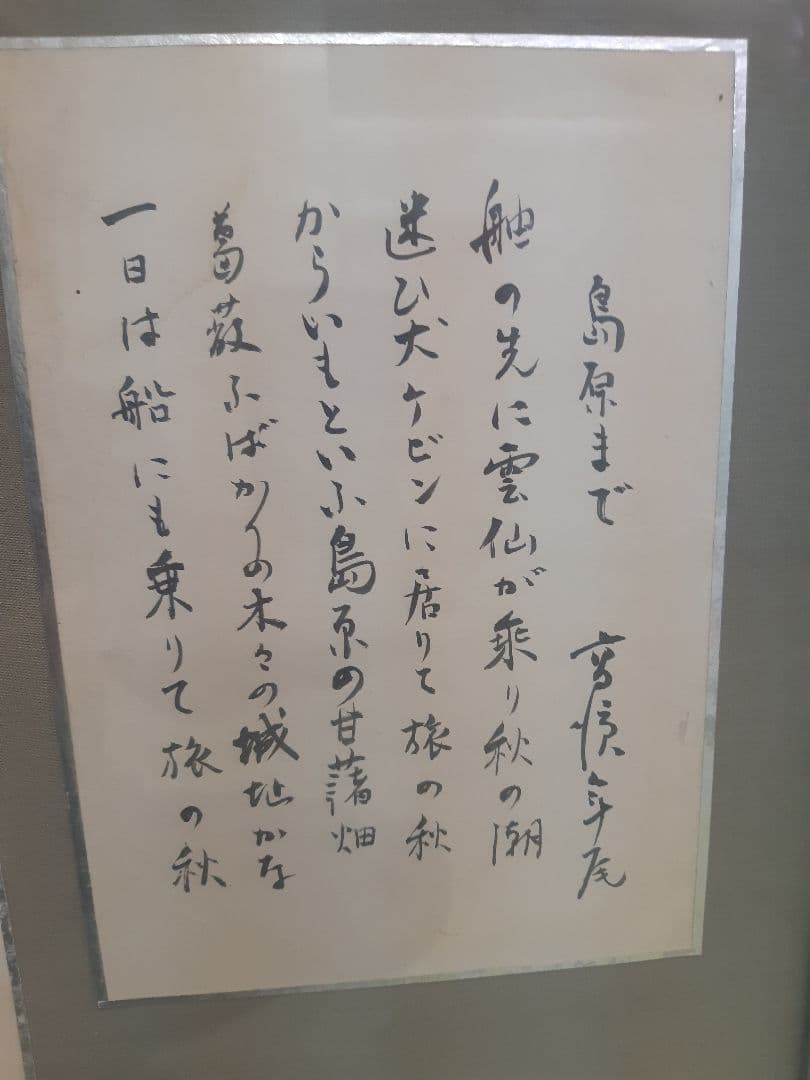 島原まで　高濱年尾
舳の先に雲仙が乗り秋の潮
迷ひ犬ケビンに居りて旅の秋
からいもといふ島原の甘藷畑
葛蔽ふばかりの木々の城址かな
一日は船にも乗りて旅の秋